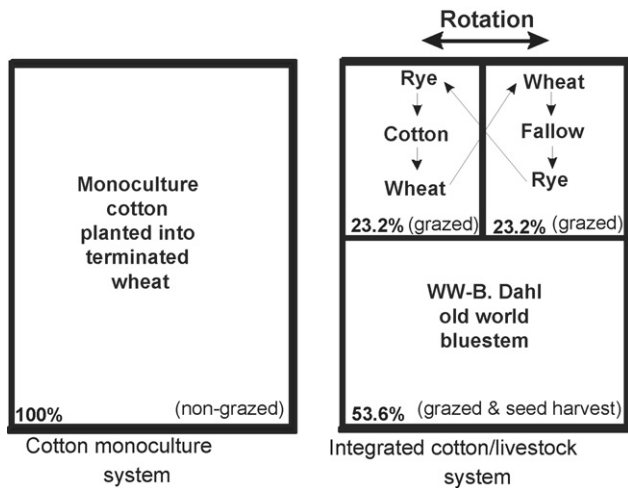 Monoculture
cotton
planted into
terminated
wheat
100%
(non-grazed)
Cotton monoculture
system
Rotation
Rye
Cotton
Wheat
23.2% (grazed)
Wheat
Fallow
Rye
23.2% (grazed)
WW-B. Dahl
old world
bluestem
53.6% (grazed & seed harvest)
Integrated cotton/livestock
system